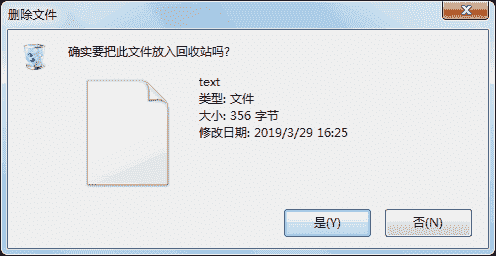 删除文件
确实要把此文件放入回收站吗?
text
类型: 文件
大小: 356 字节
修改日期: 2019/3/29 16:25
是(Y)
否(N)